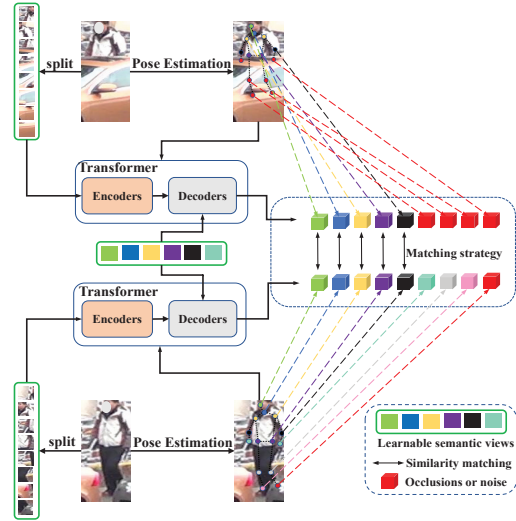 split
Pose Estimation
Transformer
Encoders
Decoders
Matching strategy
Transformer
Encoders
Decoders
split
Pose Estimation
Learnable semantic views
Similarity matching
Occlusions or noise